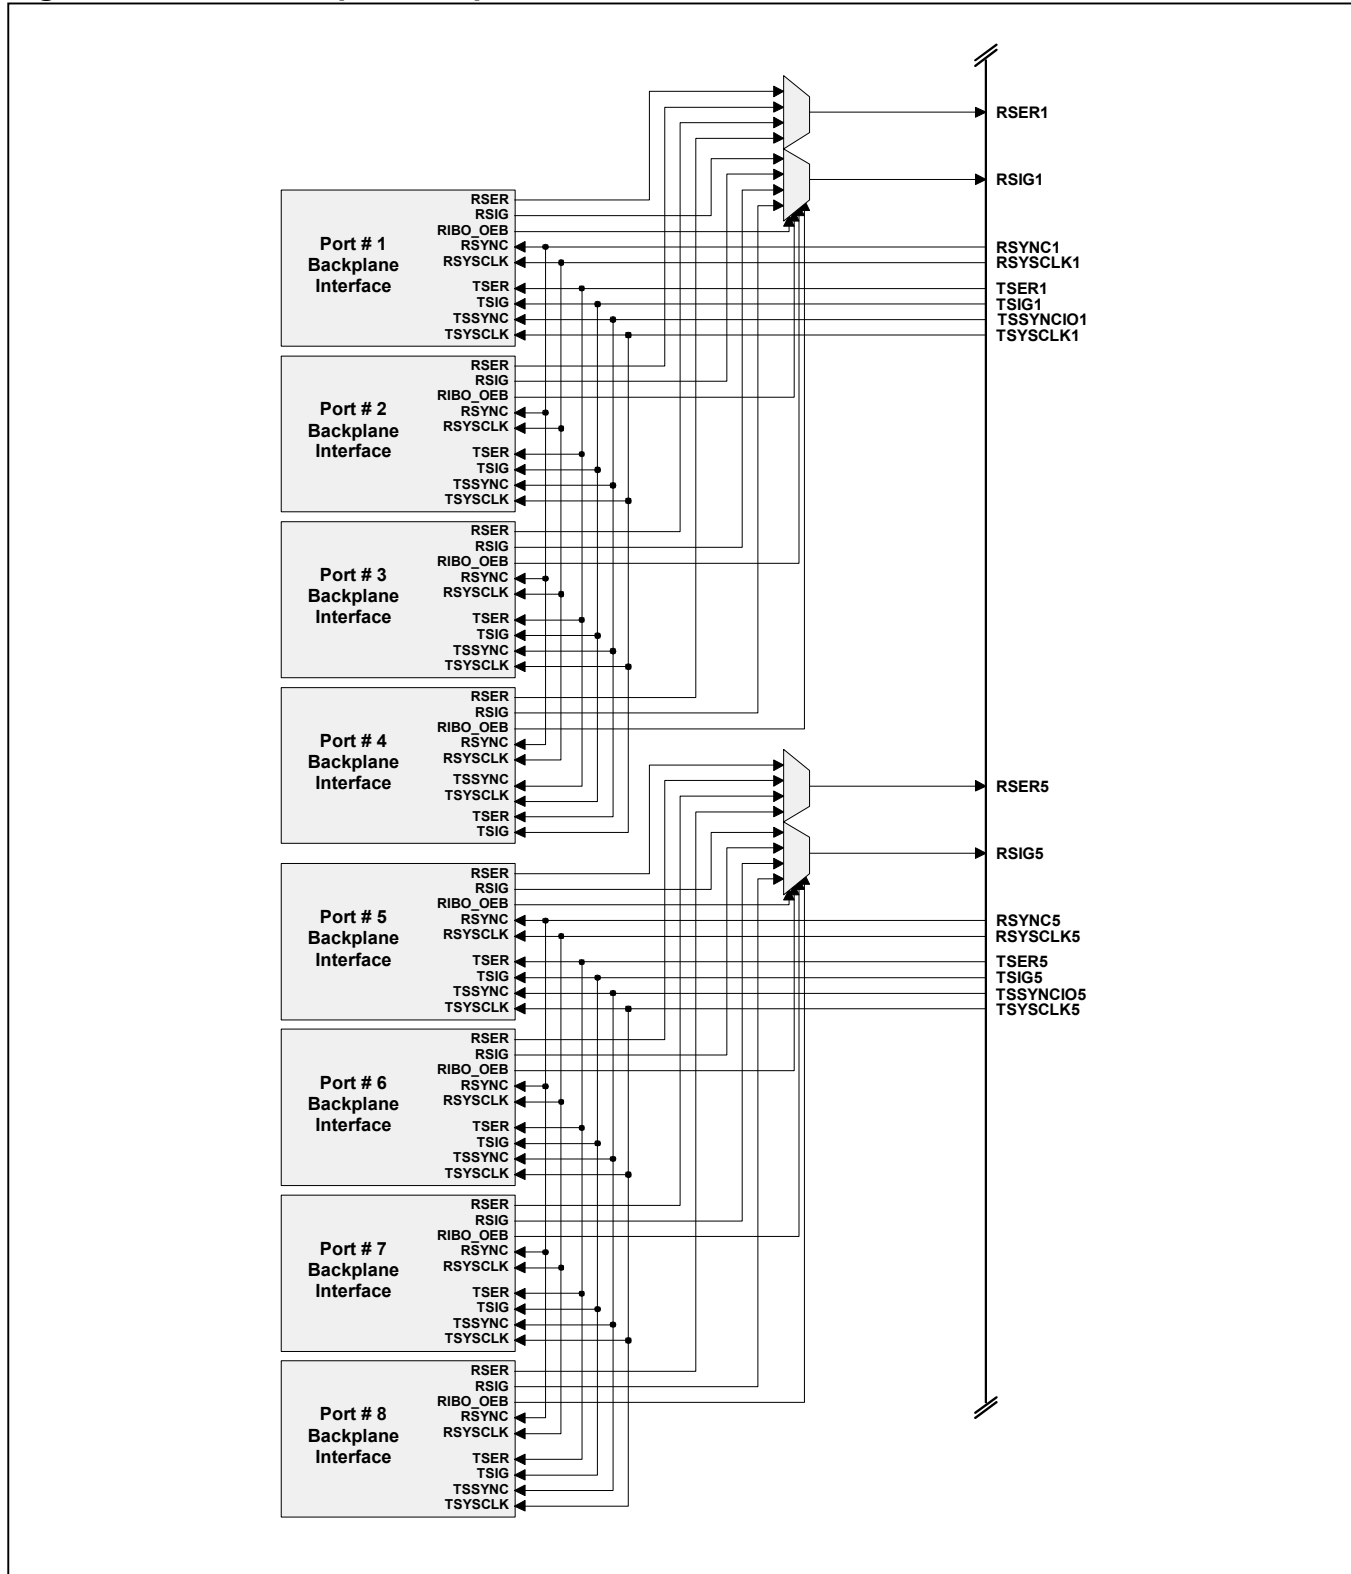 RSER1
RSIG1
RSER
RSIG
RIBO_OEB
RSYNC
RSYSCLK
TSER
TSIG
TSSYNC
TSYSCLK
Port # 1
Backplane
Interface
RSYNC1
RSYSCLK1
TSER1
TSIG1
TSSYNCIO1
TSYSCLK1
RSER
RSIG
RIBO_OEB
RSYNC
RSYSCLK
TSER
TSIG
TSSYNC
TSYSCLK
Port # 2
Backplane
Interface
RSER
RSIG
RIBO_OEB
RSYNC
RSYSCLK
TSER
TSIG
TSSYNC
TSYSCLK
Port # 3
Backplane
Interface
RSER
RSIG
RIBO_OEB
RSYNC
RSYSCLK
TSSYNC
TSYSCLK
TSER
TSIG
Port # 4
Backplane
Interface
RSER5
RSIG5
RSER
RSIG
RIBO_OEB
RSYNC
RSYSCLK
TSER
TSIG
TSSYNC
TSYSCLK
Port # 5
Backplane
Interface
RSYNC5
RSYSCLK5
TSER5
TSIG5
TSSYNCIO5
TSYSCLK5
RSER
RSIG
RIBO_OEB
RSYNC
RSYSCLK
TSER
TSIG
TSSYNC
TSYSCLK
Port # 6
Backplane
Interface
RSER
RSIG
RIBO_OEB
RSYNC
RSYSCLK
TSER
TSIG
TSSYNC
TSYSCLK
Port # 7
Backplane
Interface
RSER
RSIG
RIBO_OEB
RSYNC
RSYSCLK
TSER
TSIG
TSSYNC
TSYSCLK
Port # 8
Backplane
Interface